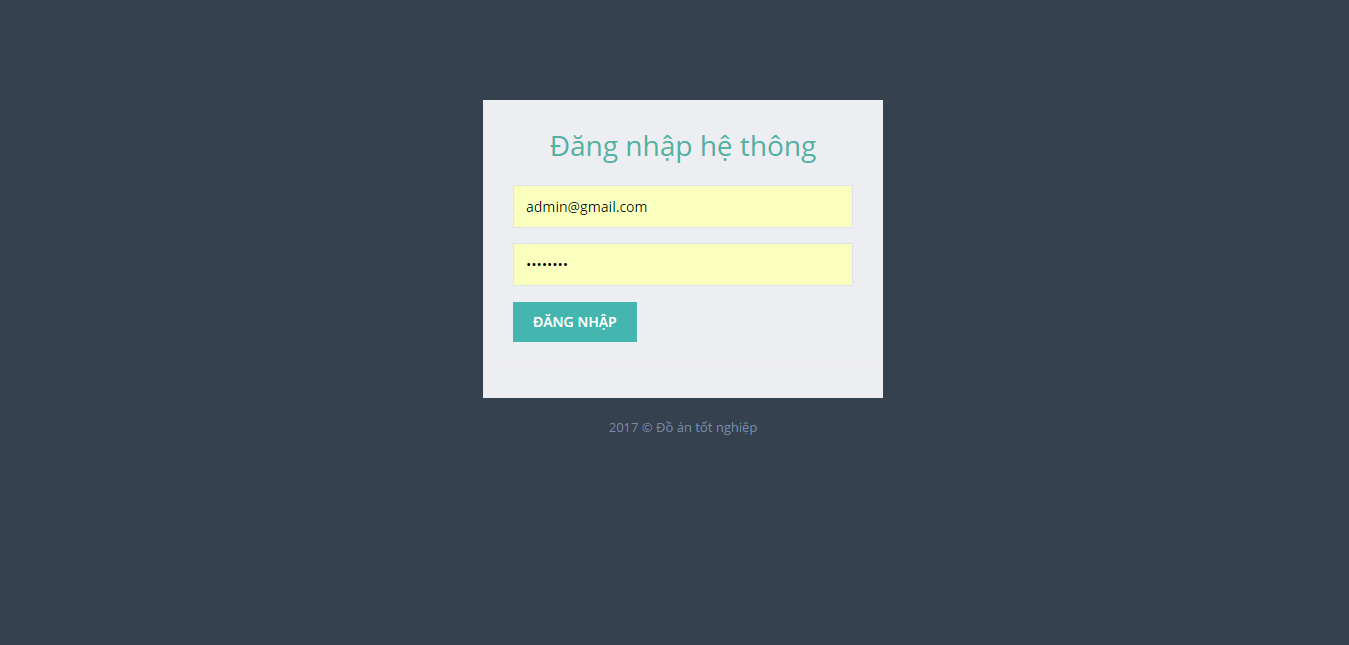 Đăng nhập hệ thông
admin@gmail.com
••••••••
ĐĂNG NHẬP
2017 © Đồ án tốt nghiệp